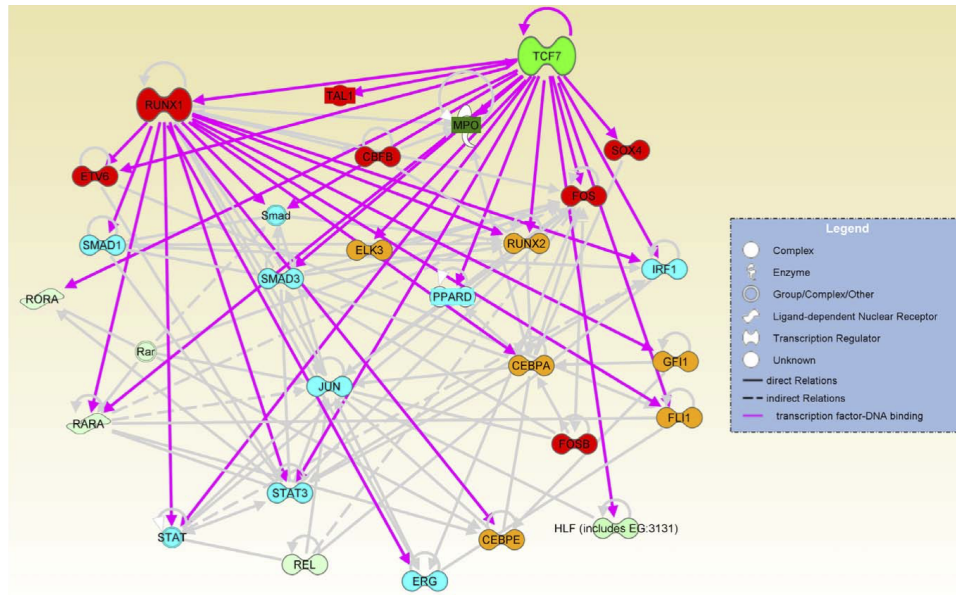 TCF7
RUNX1
TAL1
MPO
CBFB
SOX4
ETV6
FOS
Smad
SMAD1
ELK3
RUNX2
SMAD3
IRF1
RORA
PPARD
Rar
CEBPA
GFI1
JUN
RARA
FLI1
FOSB
STAT3
STAT
HLF (includes EG:3131)
CEBPE
REL
ERG
Legend
Complex
Enzyme
Group/Complex/Other
Ligand-dependent Nuclear Receptor
Transcription Regulator
Unknown
direct Relations
indirect Relations
transcription factor-DNA binding